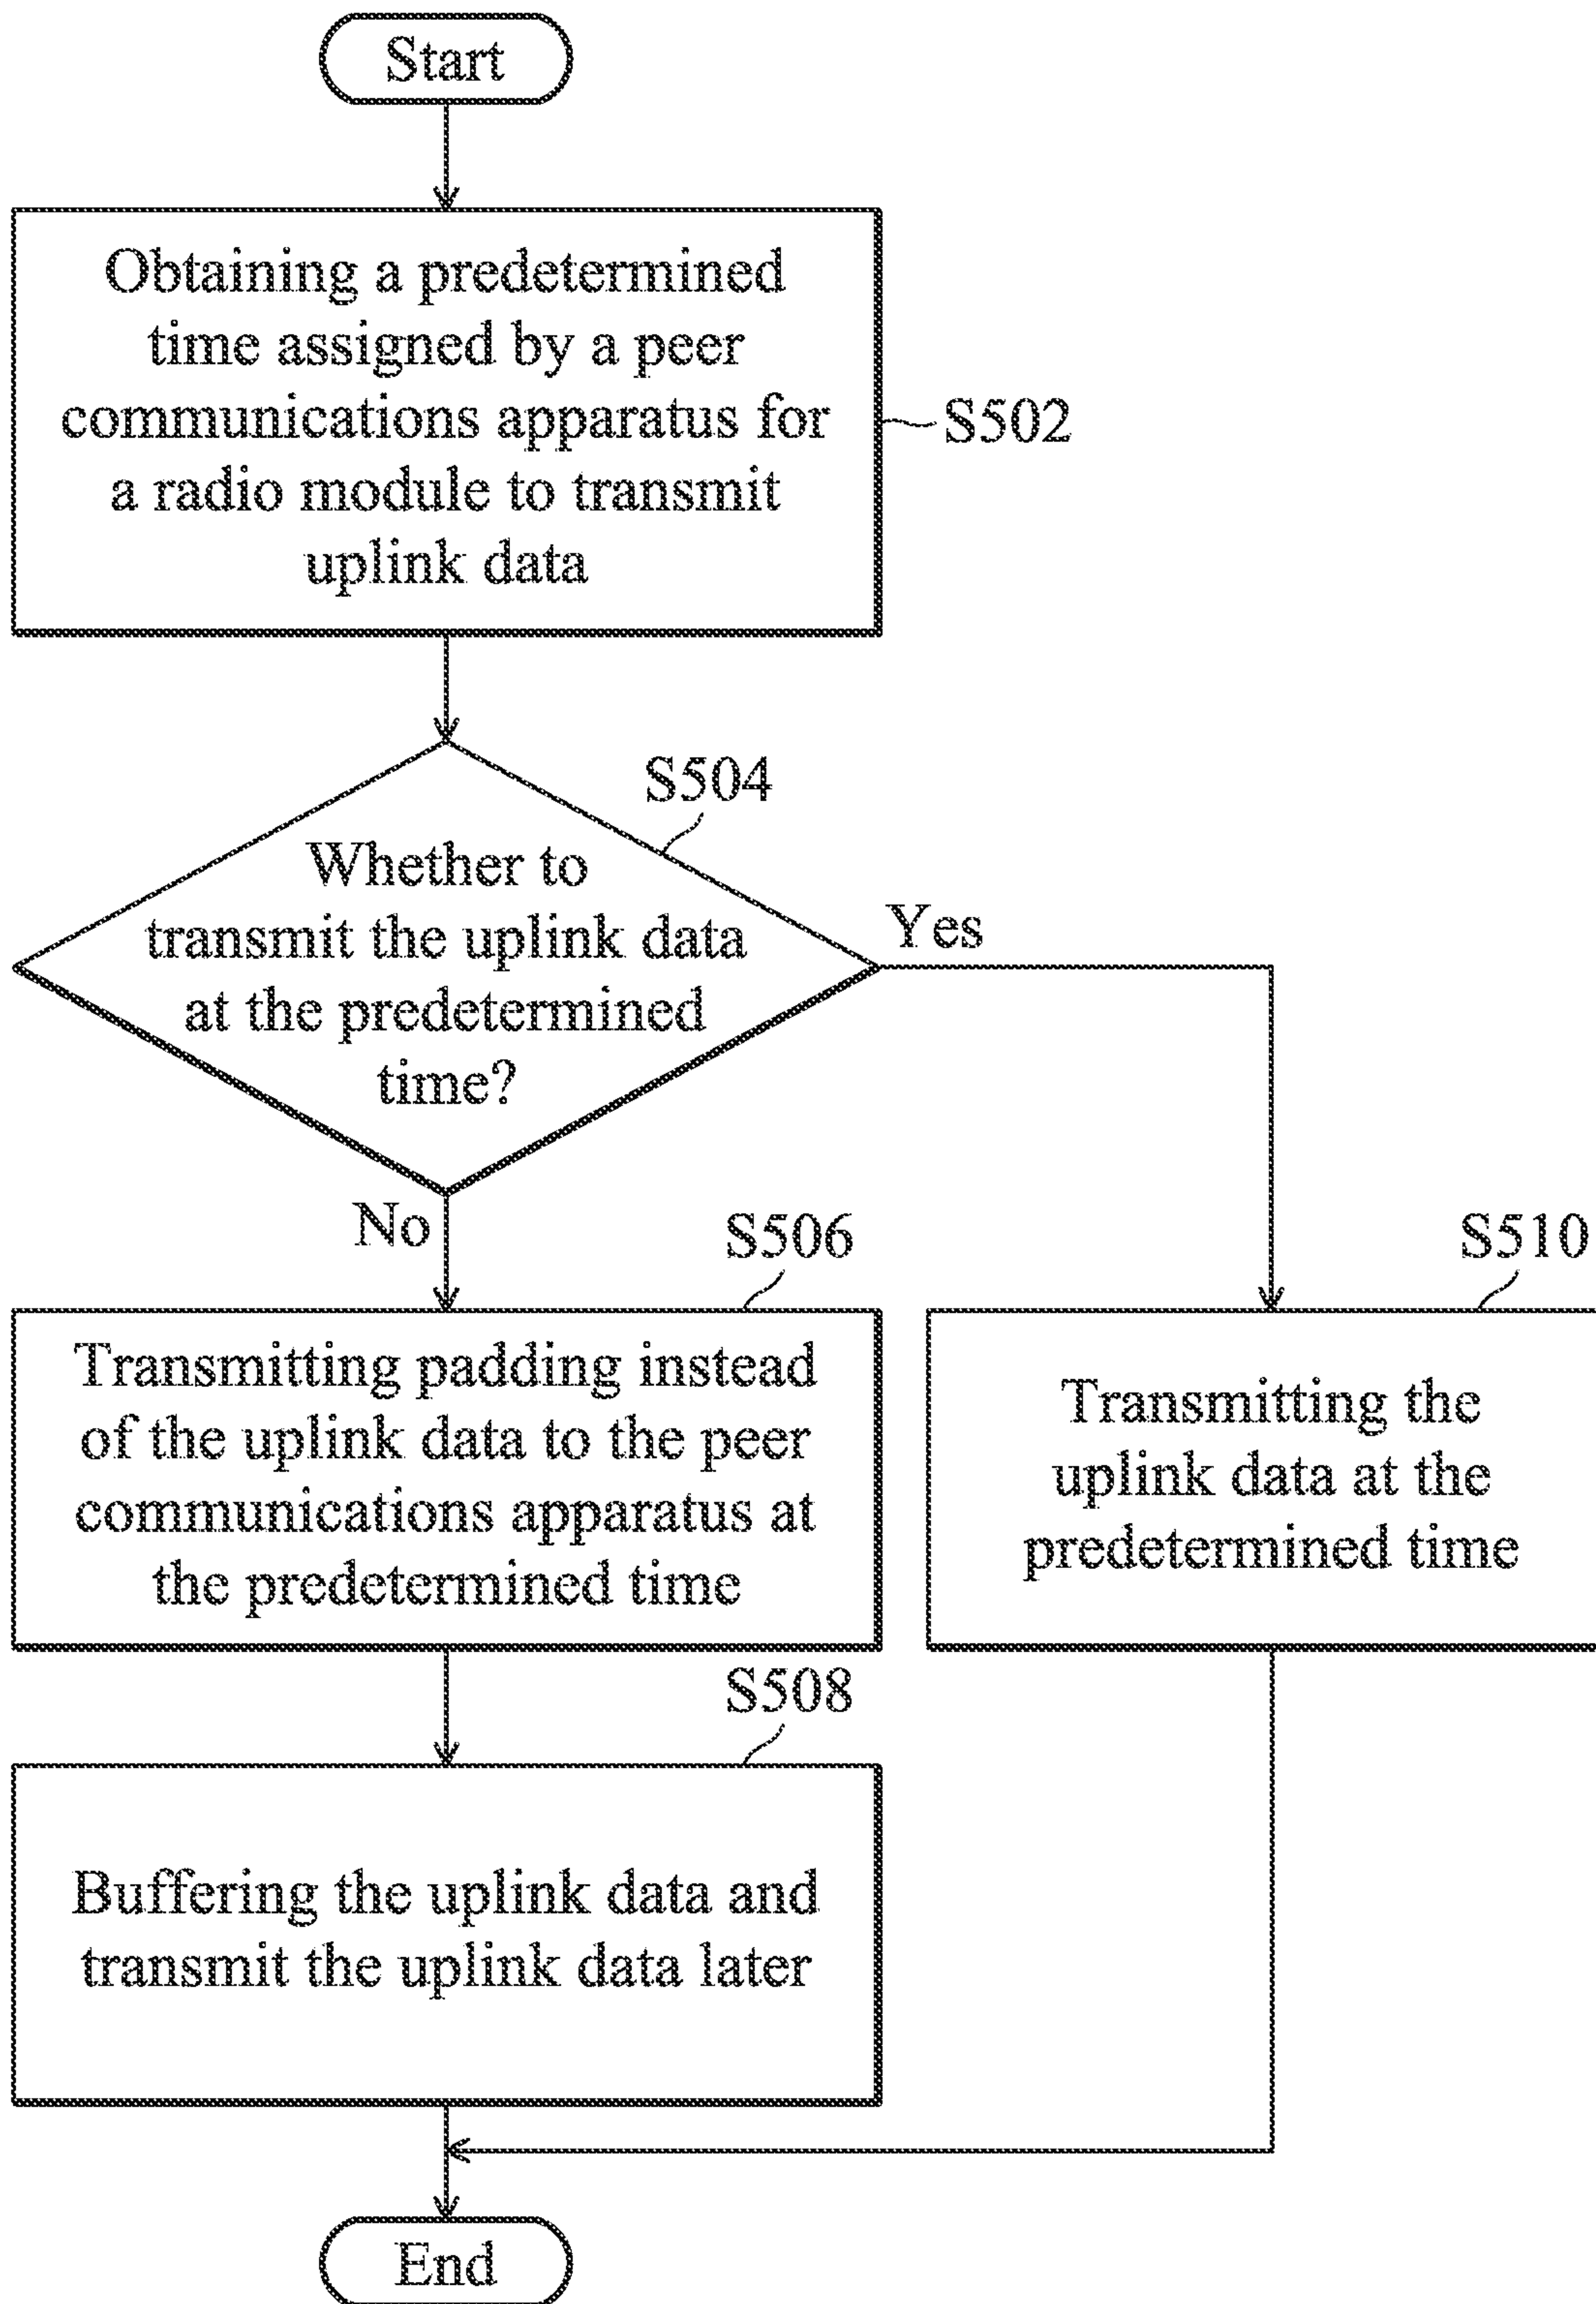 Start
Obtaining a predetermined
time assigned by a peer
communications apparatus for
a radio module to transmit
uplink data
S502
S504
Whether to
transmit the uplink data
at the predetermined
time?
Yes
No
S506
Transmitting padding instead
of the uplink data to the peer
communications apparatus at
the predetermined time
S510
Transmitting the
uplink data at the
predetermined time
S508
Buffering the uplink data and
transmit the uplink data later
End